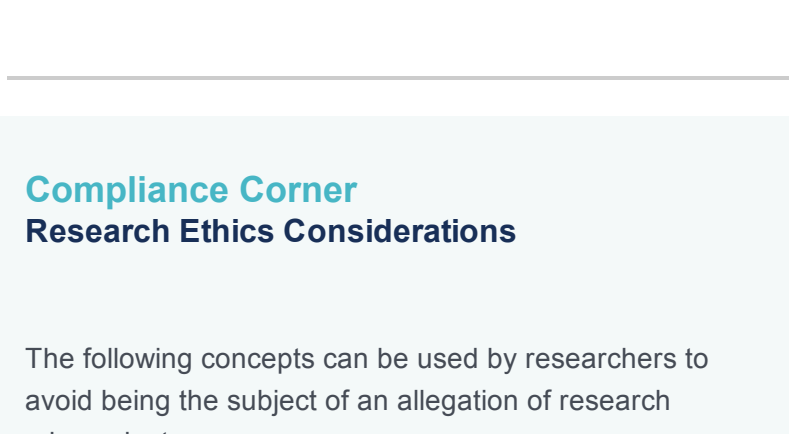 Compliance Corner
Research Ethics Considerations
The following concepts can be used by researchers to
avoid being the subject of an allegation of research